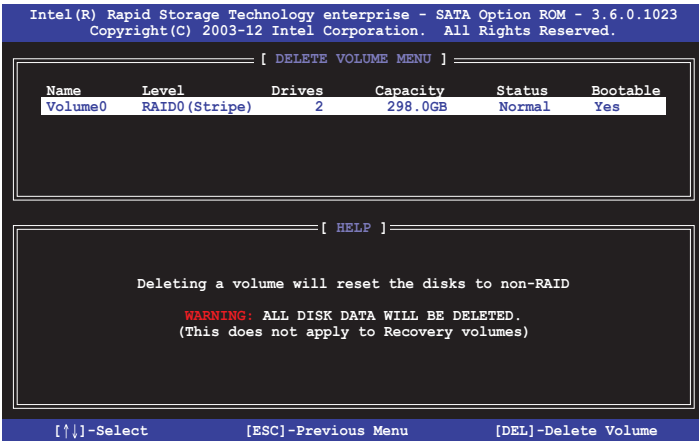 Intel(R) Rapid Storage Technology enterprise - SATA Option ROM - 3.6.0.1023
Copyright(C) 2003-12 Intel Corporation. All Rights Reserved.
[ DELETE VOLUME MENU ]
Name Level Drives Capacity Status Bootable
Volume0 RAID0(Stripe) 2 298.0GB Normal Yes
[ HELP ]
Deleting a volume will reset the disks to non-RAID
WARNING: ALL DISK DATA WILL BE DELETED.
(This does not apply to Recovery volumes)
[↑↓]-Select [ESC]-Previous Menu [DEL]-Delete Volume